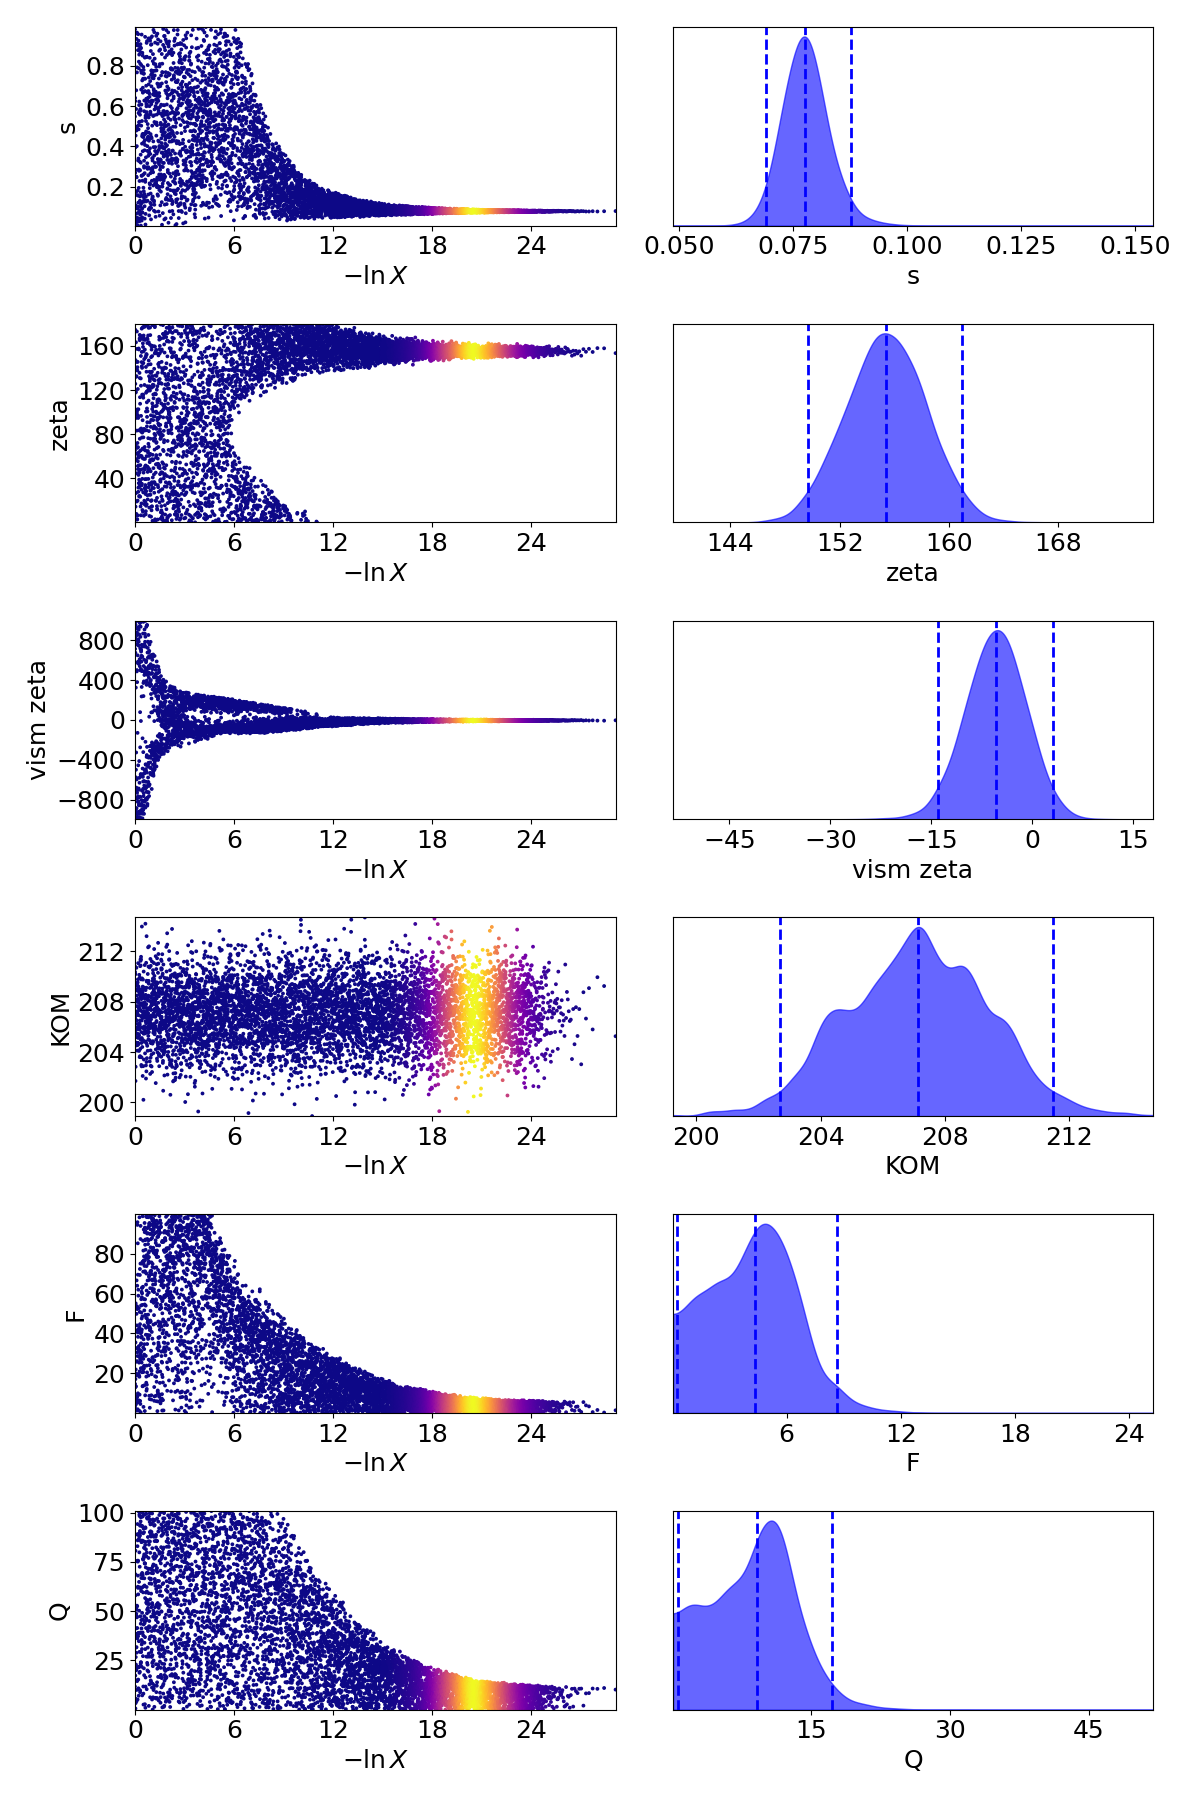 0.8
0.6
0.4
0.2
s
0 6 12 18 24
−ln X
0.050 0.075 0.100 0.125 0.150
s
160
120
80
40
zeta
0 6 12 18 24
−ln X
144 152 160 168
zeta
800
400
0
−400
−800
vism zeta
0 6 12 18 24
−ln X
−45 −30 −15 0 15
vism zeta
212
208
204
200
KOM
0 6 12 18 24
−ln X
200 204 208 212
KOM
80
60
40
20
F
0 6 12 18 24
−ln X
6 12 18 24
F
100
75
50
25
Q
0 6 12 18 24
−ln X
15 30 45
Q